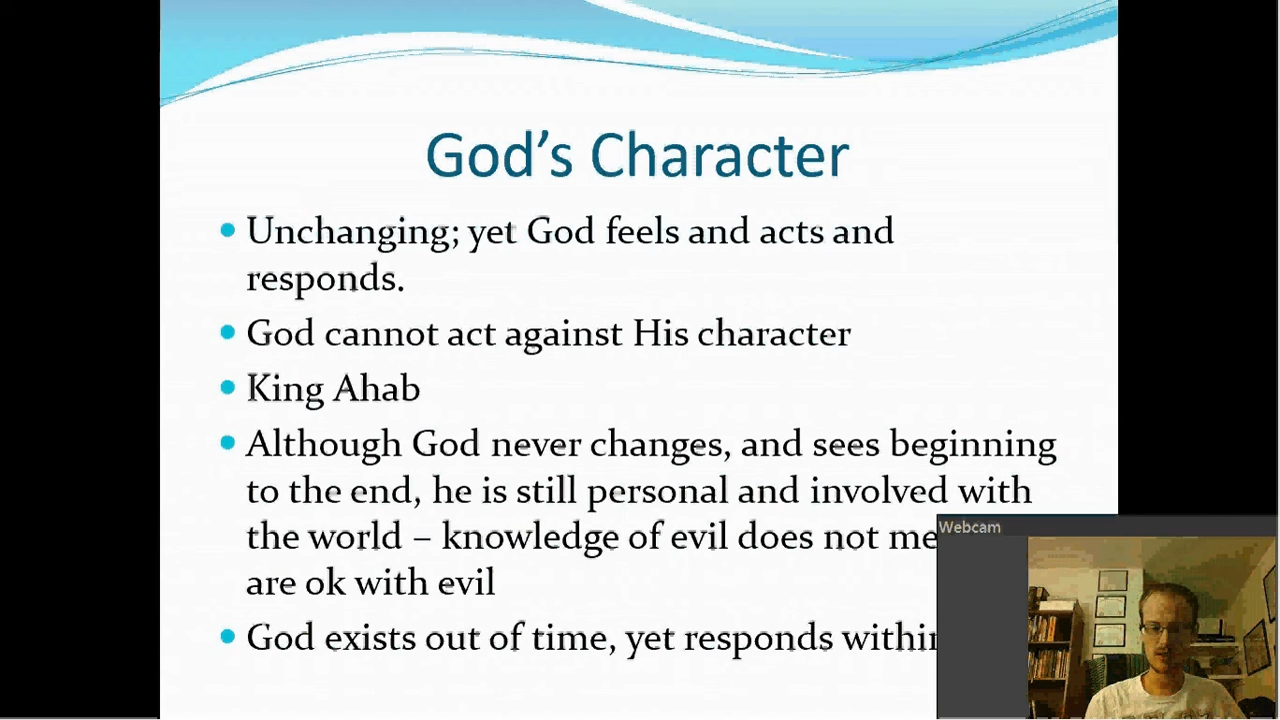 God's Character
Unchanging; yet God feels and acts and
responds.
God cannot act against His character
King Ahab
Although God never changes, and sees beginning
to the end, he is still personal and involved with
the world – knowledge of evil does not
are ok with evil
God exists out of time, yet responds
Webcam